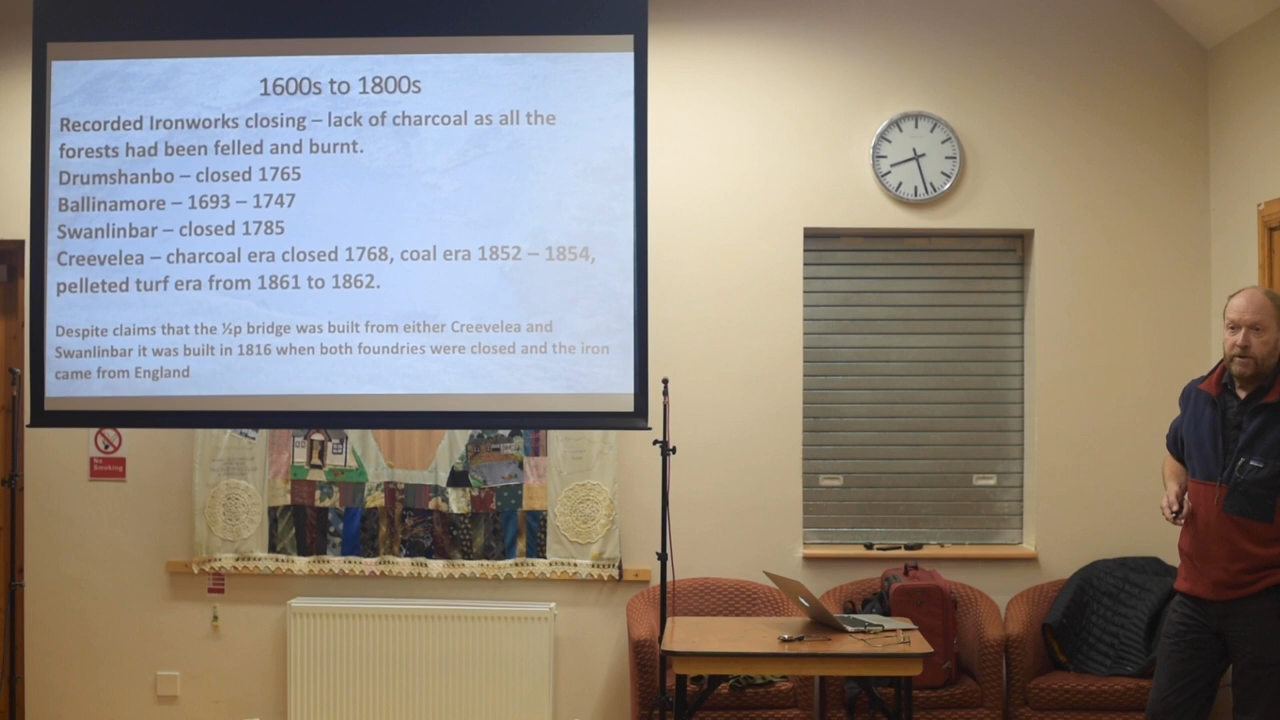 1600s to 1800s
Recorded Ironworks closing – lack of charcoal as all the
forests had been felled and burnt.
Drumshanbo – closed 1765
Ballinamore – 1693 – 1747
Swanlinbar – closed 1785
Creevelea – charcoal era closed 1768, coal era 1852 – 1854,
pelleted turf era from 1861 to 1862.
Despite claims that the ½p bridge was built from either Creevelea and
Swanlinbar it was built in 1816 when both foundries were closed and the iron
came from England
No
Smoking